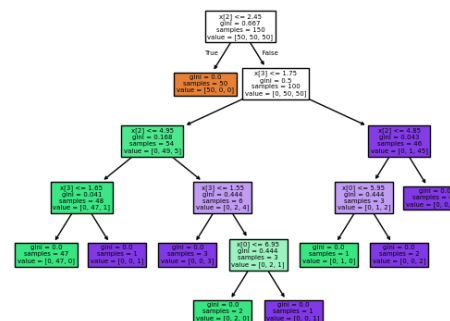 x[2] <= 2.45
gini = 0.667
samples = 150
value = [50, 50, 50]
True
False
gini = 0.0
samples = 50
value = [50, 0, 0]
x[3] <= 1.75
gini = 0.5
samples = 100
value = [0, 50, 50]
x[2] <= 4.95
gini = 0.168
samples = 54
value = [0, 49, 5]
x[2] <= 4.85
gini = 0.043
samples = 46
value = [0, 1, 45]
x[3] <= 1.65
gini = 0.041
samples = 48
value = [0, 47, 1]
x[3] <= 1.55
gini = 0.444
samples = 6
value = [0, 2, 4]
x[0] <= 5.95
gini = 0.444
samples = 3
value = [0, 1, 2]
gini = 0.0
samples = 47
value = [0, 47, 0]
gini = 0.0
samples = 1
value = [0, 0, 1]
gini = 0.0
samples = 3
value = [0, 0, 3]
x[0] <= 6.95
gini = 0.444
samples = 3
value = [0, 2, 1]
gini = 0.0
samples = 1
value = [0, 1, 0]
gini = 0.0
samples = 2
value = [0, 0, 2]
gini = 0.0
samples = 2
value = [0, 2, 0]
gini = 0.0
samples = 1
value = [0, 0, 1]